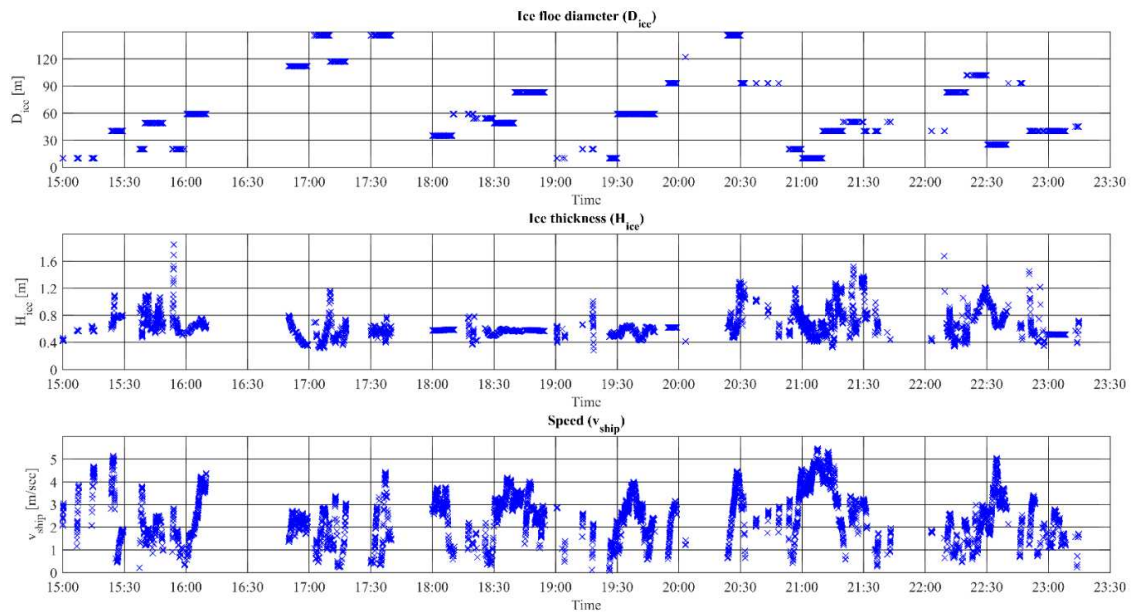 Ice floe diameter (D_ice)
D_ice [m]
120
90
60
30
0
15:00 15:30 16:00 16:30 17:00 17:30 18:00 18:30 19:00 19:30 20:00 20:30 21:00 21:30 22:00 22:30 23:00 23:30
Time
Ice thickness (H_ice)
H_ice [m]
1.6
1.2
0.8
0.4
0
15:00 15:30 16:00 16:30 17:00 17:30 18:00 18:30 19:00 19:30 20:00 20:30 21:00 21:30 22:00 22:30 23:00 23:30
Time
Speed (v_ship)
v_ship [m/sec]
5
4
3
2
1
0
15:00 15:30 16:00 16:30 17:00 17:30 18:00 18:30 19:00 19:30 20:00 20:30 21:00 21:30 22:00 22:30 23:00 23:30
Time